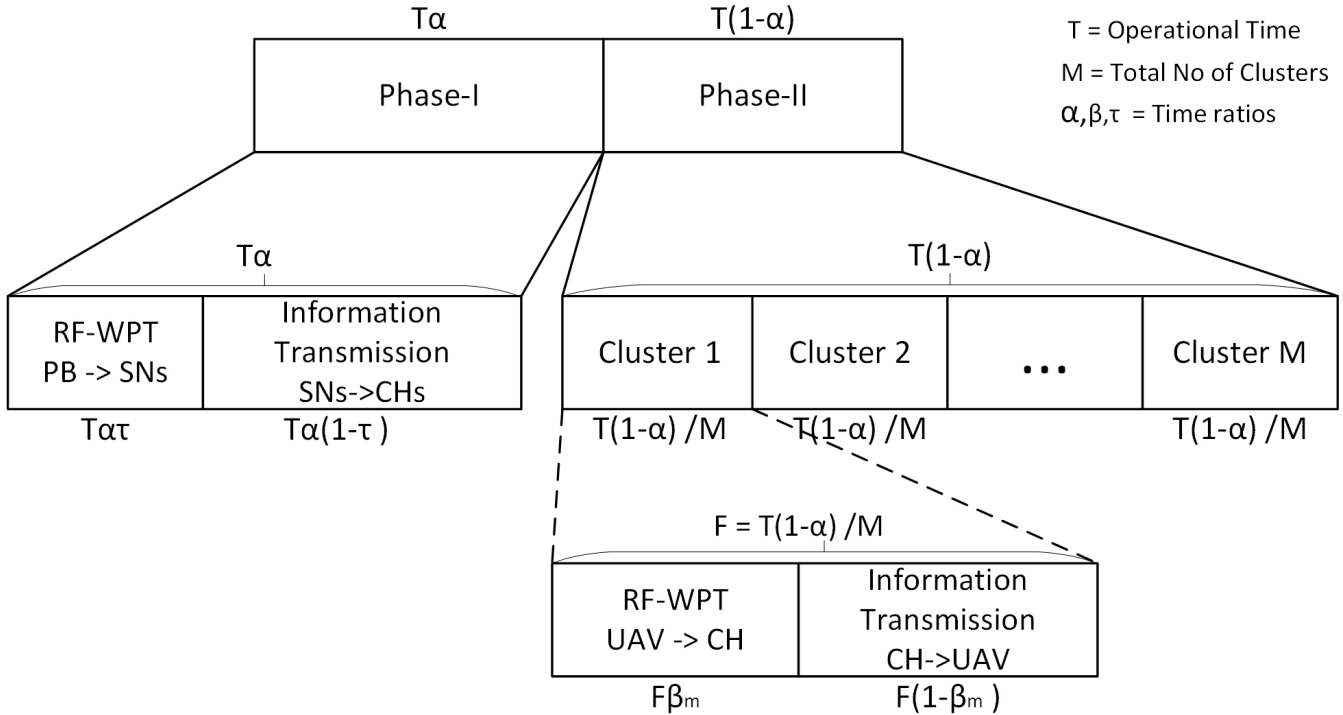 Tα
T(1-α)
T = Operational Time
M = Total No of Clusters
α,β,τ = Time ratios
Phase-I
Phase-II
Tα
T(1-α)
RF-WPT
PB -> SNs
Information
Transmission
SNs->CHs
Cluster 1
Cluster 2
...
Cluster M
Tατ
Tα(1-τ )
T(1-α) /M
T(1-α) /M
T(1-α) /M
F = T(1-α) /M
RF-WPT
UAV -> CH
Information
Transmission
CH->UAV
Fβₘ
F(1-βₘ )